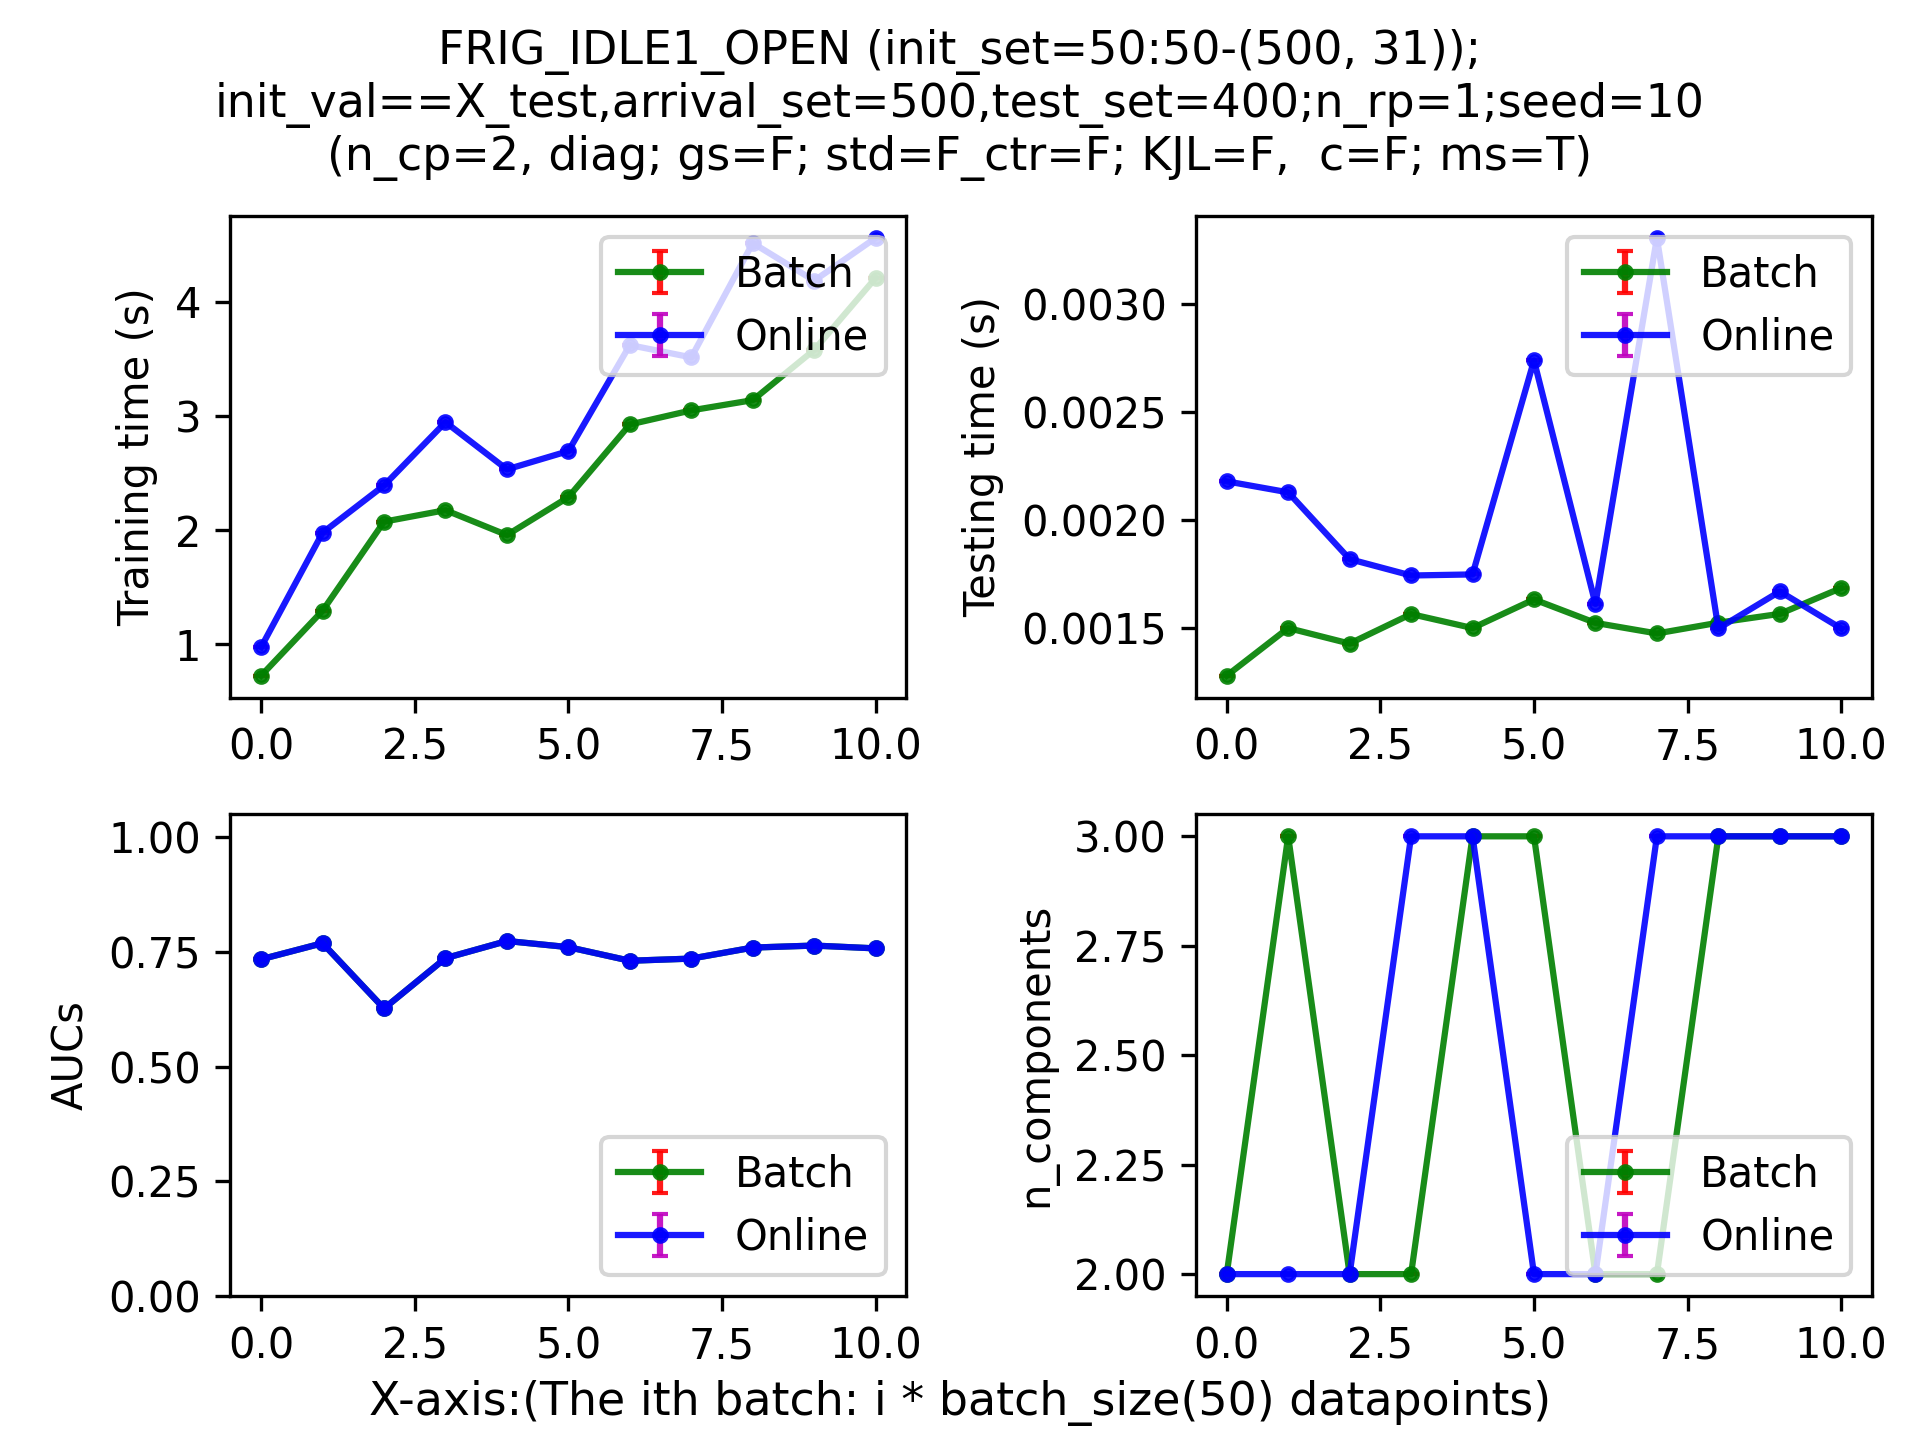 FRIG_IDLE1_OPEN (init_set=50:50-(500, 31));
init_val==X_test,arrival_set=500,test_set=400;n_rp=1;seed=10
(n_cp=2, diag; gs=F; std=F_ctr=F; KJL=F,  c=F; ms=T)
Training time (s)
4
3
2
1
0.0 2.5 5.0 7.5 10.0
Batch
Online
Testing time (s)
0.0030
0.0025
0.0020
0.0015
0.0 2.5 5.0 7.5 10.0
Batch
Online
AUCs
1.00
0.75
0.50
0.25
0.00
0.0 2.5 5.0 7.5 10.0
Batch
Online
n_components
3.00
2.75
2.50
2.25
2.00
0.0 2.5 5.0 7.5 10.0
Batch
Online
X-axis:(The ith batch: i * batch_size(50) datapoints)